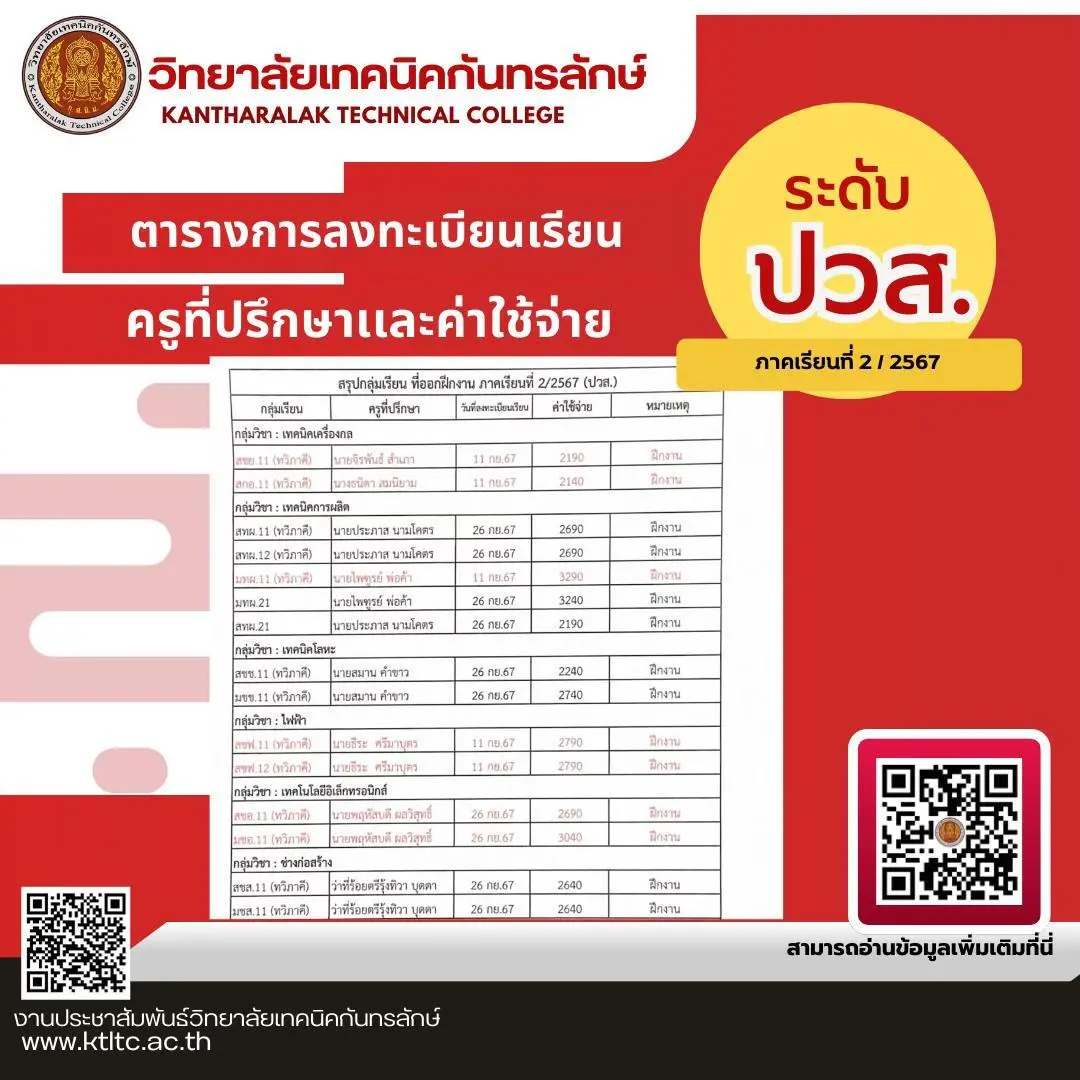 วิทยาลัยเทคนิคกันทรลักษ์
Kantharalak Technical College
วิทยาลัยเทคนิคกันทรลักษ์
KANTHARALAK TECHNICAL COLLEGE
ระดับ
ปวส.
ภาคเรียนที่ 2 / 2567
ตารางการลงทะเบียนเรียน
ครูที่ปรึกษาและค่าใช้จ่าย
สรุปกลุ่มเรียน ที่ออกฝึกงาน ภาคเรียนที่ 2/2567 (ปวส.)
กลุ่มเรียน ครูที่ปรึกษา วันที่ลงทะเบียนเรียน ค่าใช้จ่าย หมายเหตุ
กลุ่มวิชา : เทคนิคเครื่องกล
สชย.11 (ทวิภาคี) นายจิรพันธ์ สำเภา 11 กย.67 2190 ฝึกงาน
สกอ.11 (ทวิภาคี) นางธนิดา สมนิยาม 11 กย.67 2140 ฝึกงาน
กลุ่มวิชา : เทคนิคการผลิต
สทผ.11 (ทวิภาคี) นายประภาส นามโคตร 26 กย.67 2690 ฝึกงาน
สทผ.12 (ทวิภาคี) นายประภาส นามโคตร 26 กย.67 2690 ฝึกงาน
มทผ.11 (ทวิภาคี) นายไพฑูรย์ พ่อค้า 11 กย.67 3290 ฝึกงาน
มทผ.21 นายไพฑูรย์ พ่อค้า 26 กย.67 3240 ฝึกงาน
สทผ.21 นายประภาส นามโคตร 26 กย.67 2190 ฝึกงาน
กลุ่มวิชา : เทคนิคโลหะ
สชช.11 (ทวิภาคี) นายสมาน คำขาว 26 กย.67 2240 ฝึกงาน
มชช.11 (ทวิภาคี) นายสมาน คำขาว 26 กย.67 2740 ฝึกงาน
กลุ่มวิชา : ไฟฟ้า
สชฟ.11 (ทวิภาคี) นายธีระ ศรีมาบุตร 11 กย.67 2790 ฝึกงาน
สชฟ.12 (ทวิภาคี) นายธีระ ศรีมาบุตร 11 กย.67 2790 ฝึกงาน
กลุ่มวิชา : เทคโนโลยีอิเล็กทรอนิกส์
สชอ.11 (ทวิภาคี) นายพฤหัสบดี ผลวิสุทธิ์ 26 กย.67 2690 ฝึกงาน
มชอ.11 (ทวิภาคี) นายพฤหัสบดี ผลวิสุทธิ์ 26 กย.67 3040 ฝึกงาน
กลุ่มวิชา : ช่างก่อสร้าง
สชส.11 (ทวิภาคี) ว่าที่ร้อยตรีรุ้งทิวา บุดดา 26 กย.67 2640 ฝึกงาน
มชส.11 (ทวิภาคี) ว่าที่ร้อยตรีรุ้งทิวา บุดดา 26 กย.67 2640 ฝึกงาน
สามารถอ่านข้อมูลเพิ่มเติมที่นี่
งานประชาสัมพันธ์วิทยาลัยเทคนิคกันทรลักษ์
www.ktltc.ac.th